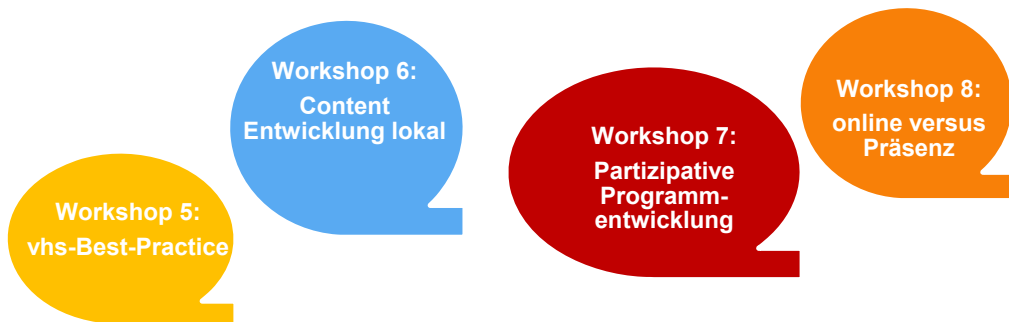 Workshop 5:
vhs-Best-Practice
Workshop 6:
Content
Entwicklung lokal
Workshop 7:
Partizipative
Programm-
entwicklung
Workshop 8:
online versus
Präsenz